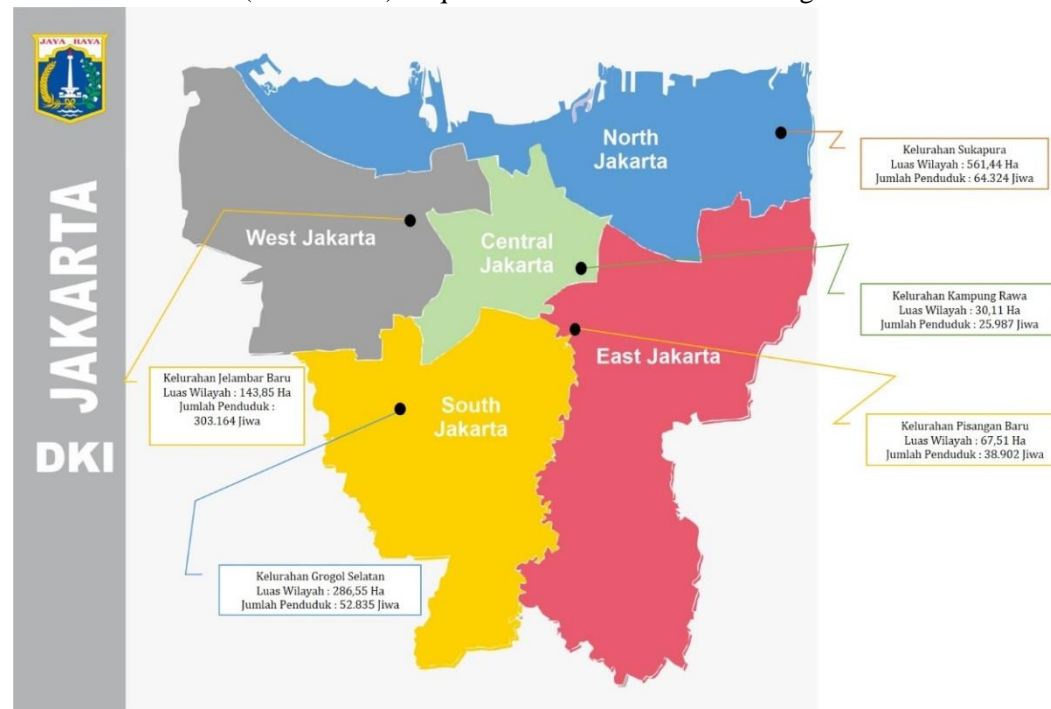 JAYA RAYA
DKI JAKARTA
North
Jakarta
West Jakarta
Central
Jakarta
East Jakarta
South
Jakarta
Kelurahan Sukapura
Luas Wilayah : 561,44 Ha
Jumlah Penduduk : 64.324 Jiwa
Kelurahan Kampung Rawa
Luas Wilayah : 30,11 Ha
Jumlah Penduduk : 25.987 Jiwa
Kelurahan Jelambar Baru
Luas Wilayah : 143,85 Ha
Jumlah Penduduk :
303.164 Jiwa
Kelurahan Pisangan Baru
Luas Wilayah : 67,51 Ha
Jumlah Penduduk : 38.902 Jiwa
Kelurahan Grogol Selatan
Luas Wilayah : 286,55 Ha
Jumlah Penduduk : 52.835 Jiwa